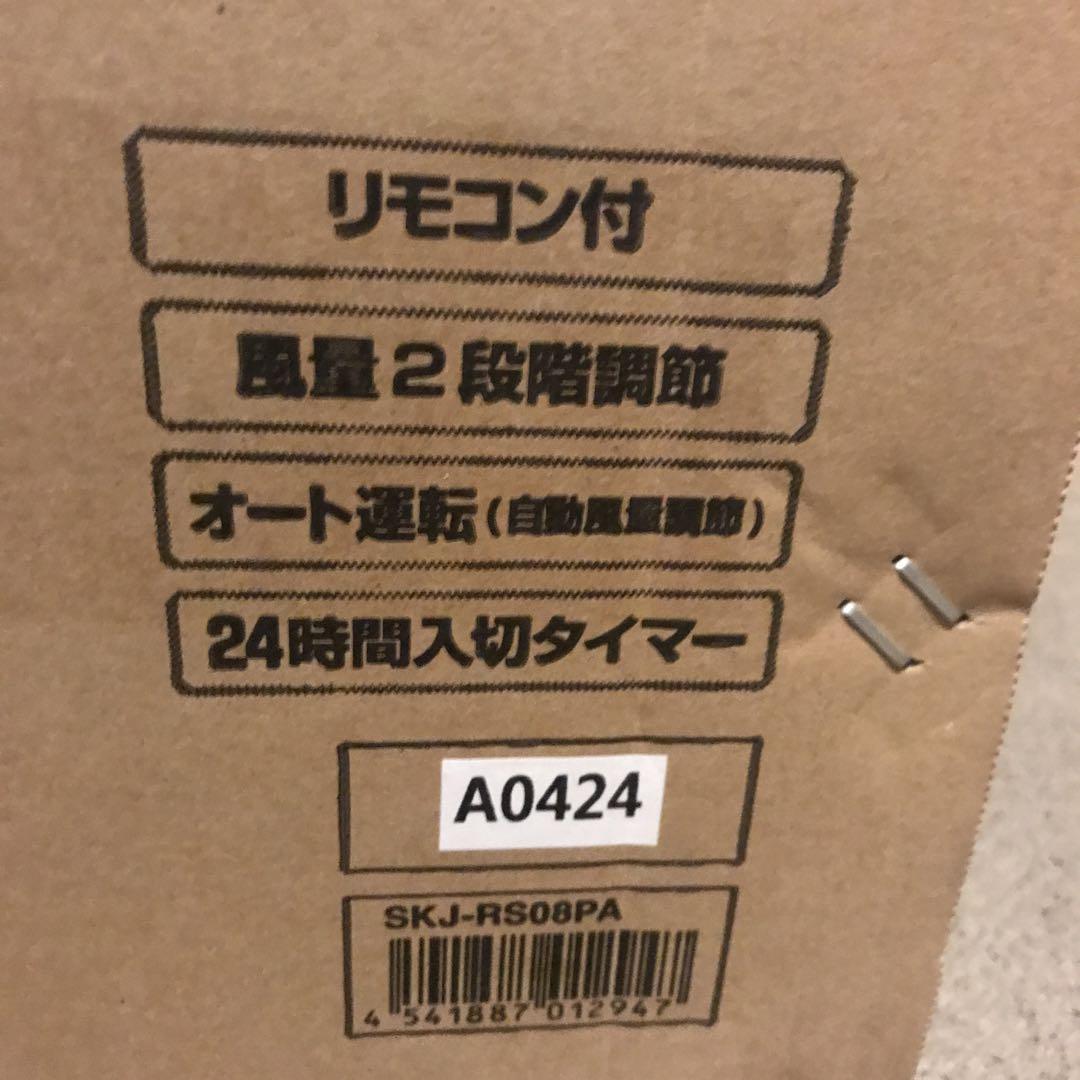 リモコン付
風量2段階調節
オート運転(自動風量調節)
24時間入切タイマー
A0424
SKJ-RS08PA
4 541887 012947